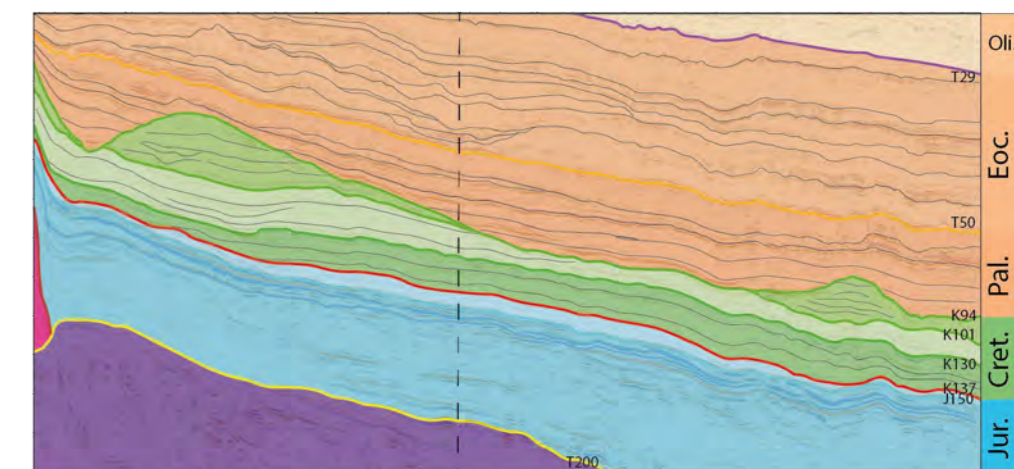 Oli.
T29
Eoc.
T50
Pal.
K94
K101
Cret.
K130
K137
J150
Jur.
T200